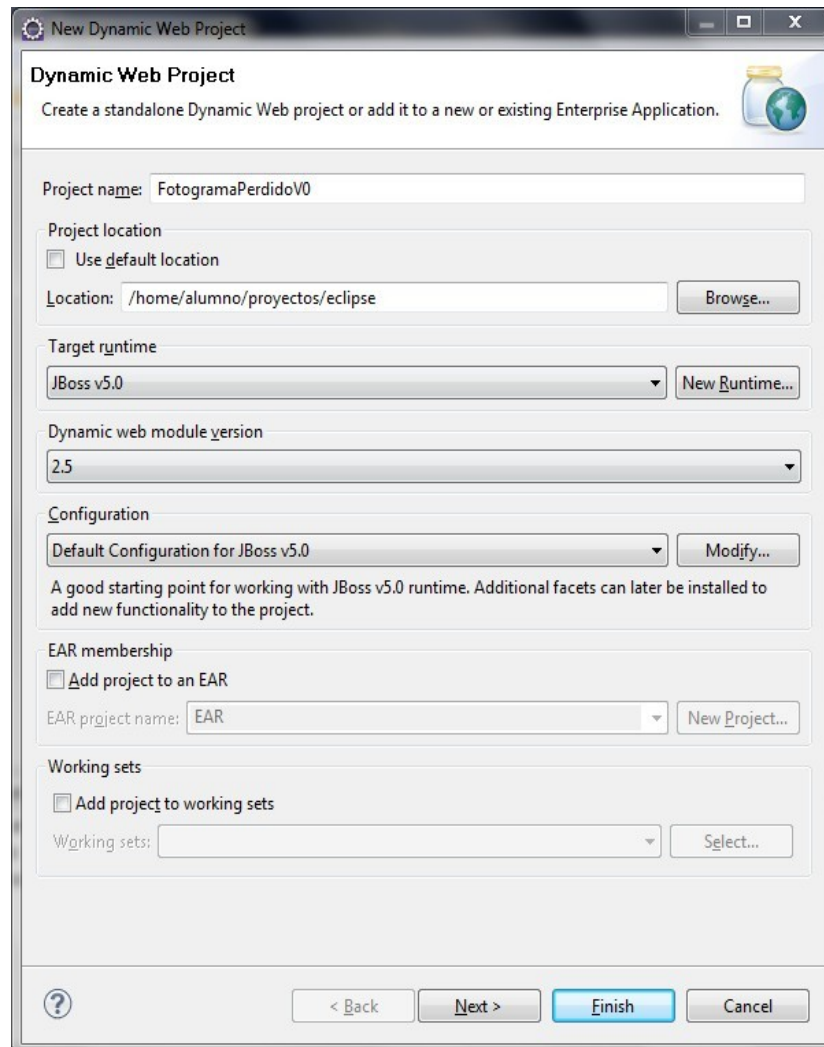 New Dynamic Web Project
Dynamic Web Project
Create a standalone Dynamic Web project or add it to a new or existing Enterprise Application.
Project name: FotogramaPerdidoV0
Project location
Use default location
Location: /home/alumno/proyectos/eclipse Browse...
Target runtime
JBoss v5.0 New Runtime...
Dynamic web module version
2.5
Configuration
Default Configuration for JBoss v5.0 Modify...
A good starting point for working with JBoss v5.0 runtime. Additional facets can later be installed to
add new functionality to the project.
EAR membership
Add project to an EAR
EAR project name: EAR New Project...
Working sets
Add project to working sets
Working sets: Select...
? < Back Next > Finish Cancel